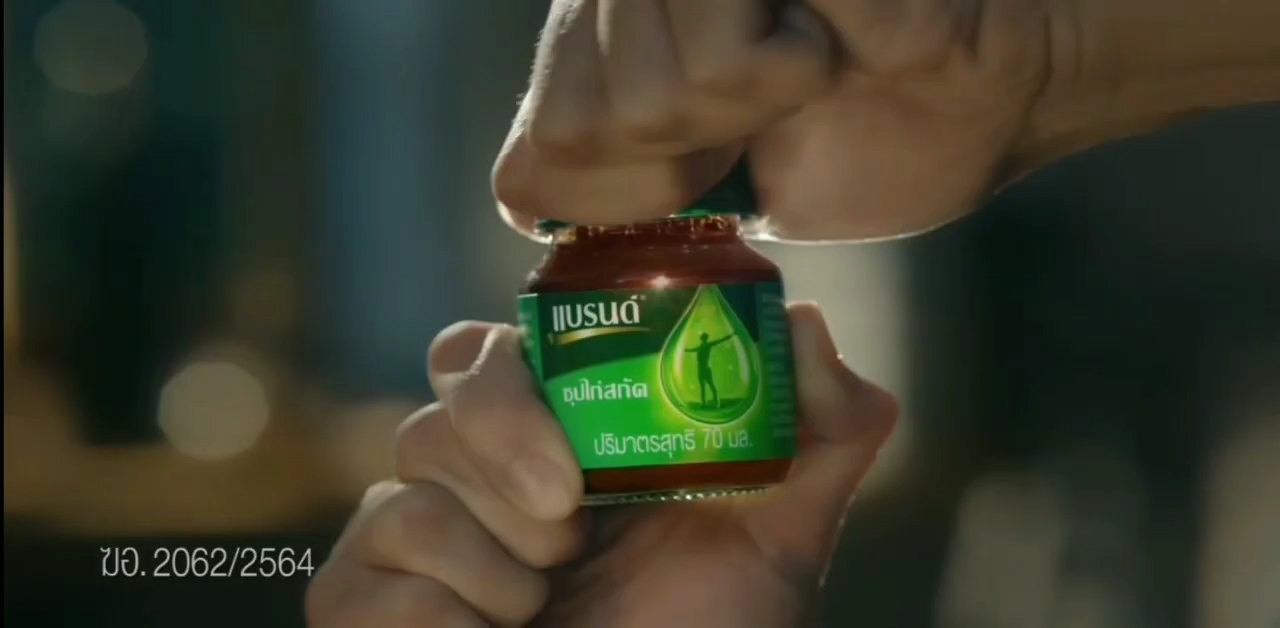 แบรนด์®
ซุปไก่สกัด
ปริมาตรสุทธิ 70 มล.
ฆอ. 2062/2564